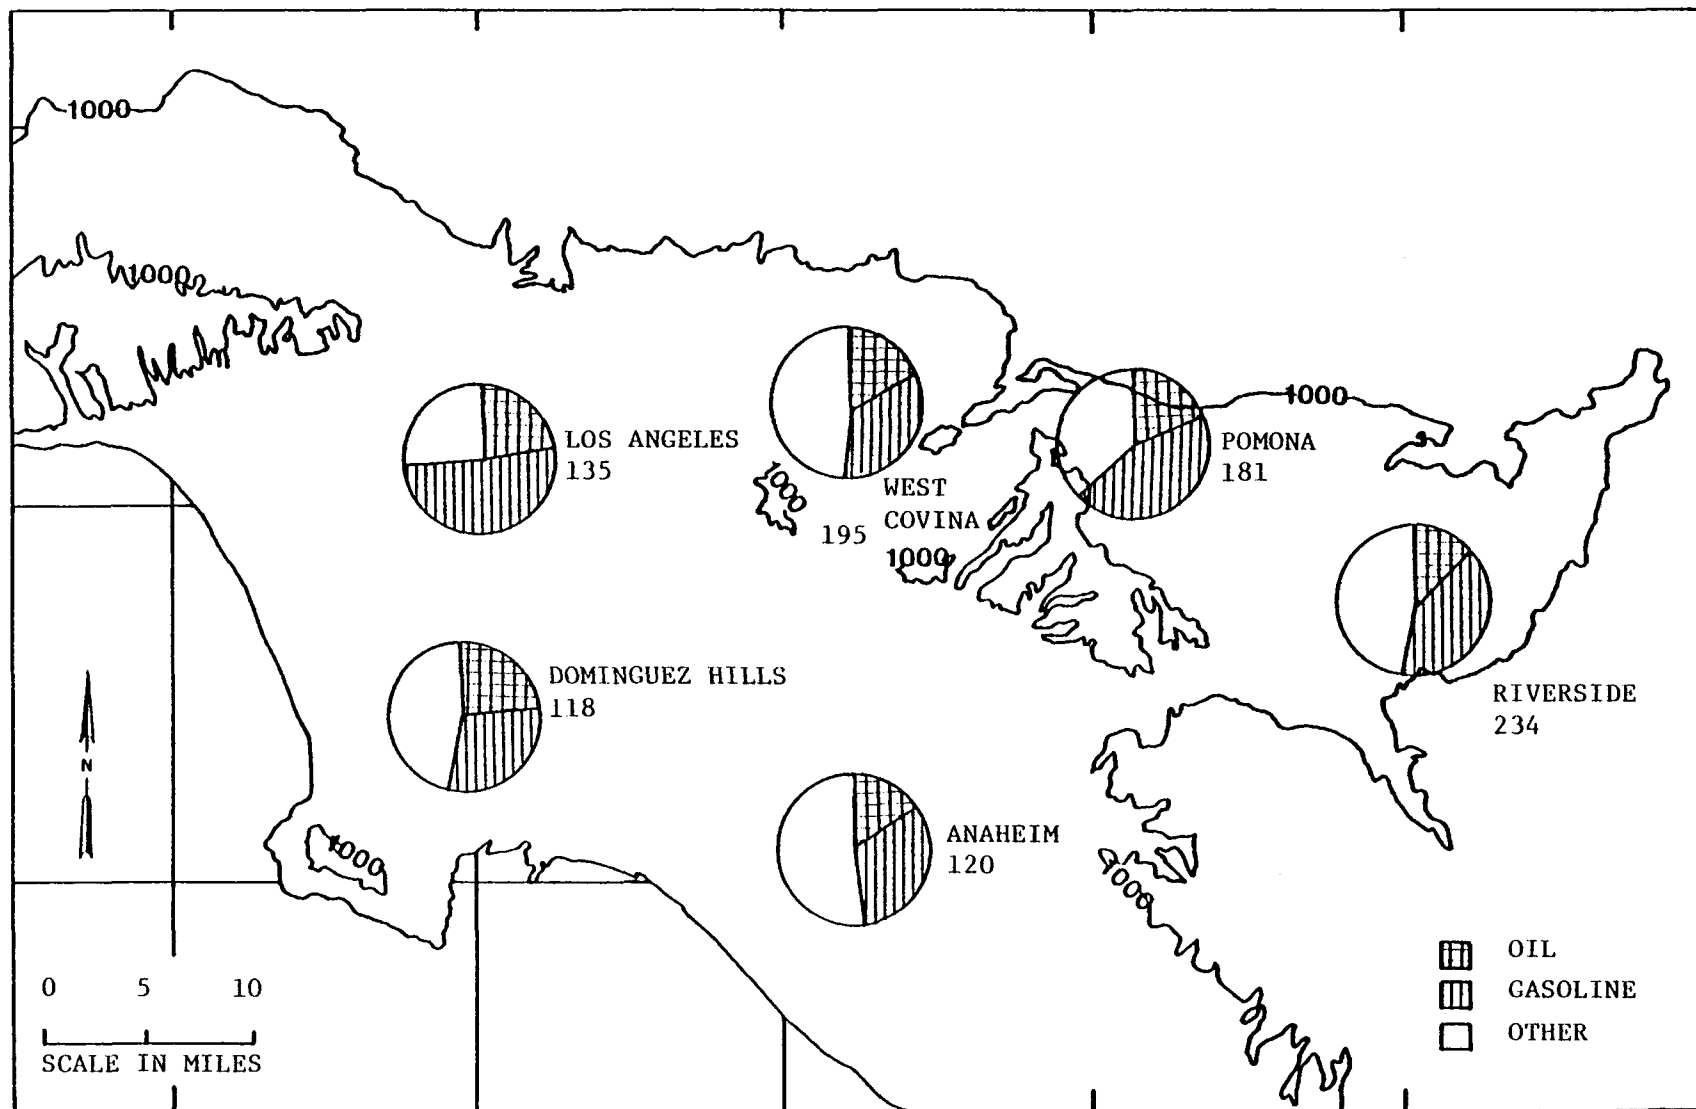 1000
1000
1000
LOS ANGELES
135
POMONA
181
1000
WEST
COVINA
195
1000
DOMINGUEZ HILLS
118
RIVERSIDE
234
N
1000
ANAHEIM
120
1000
OIL
GASOLINE
OTHER
0 5 10
SCALE IN MILES